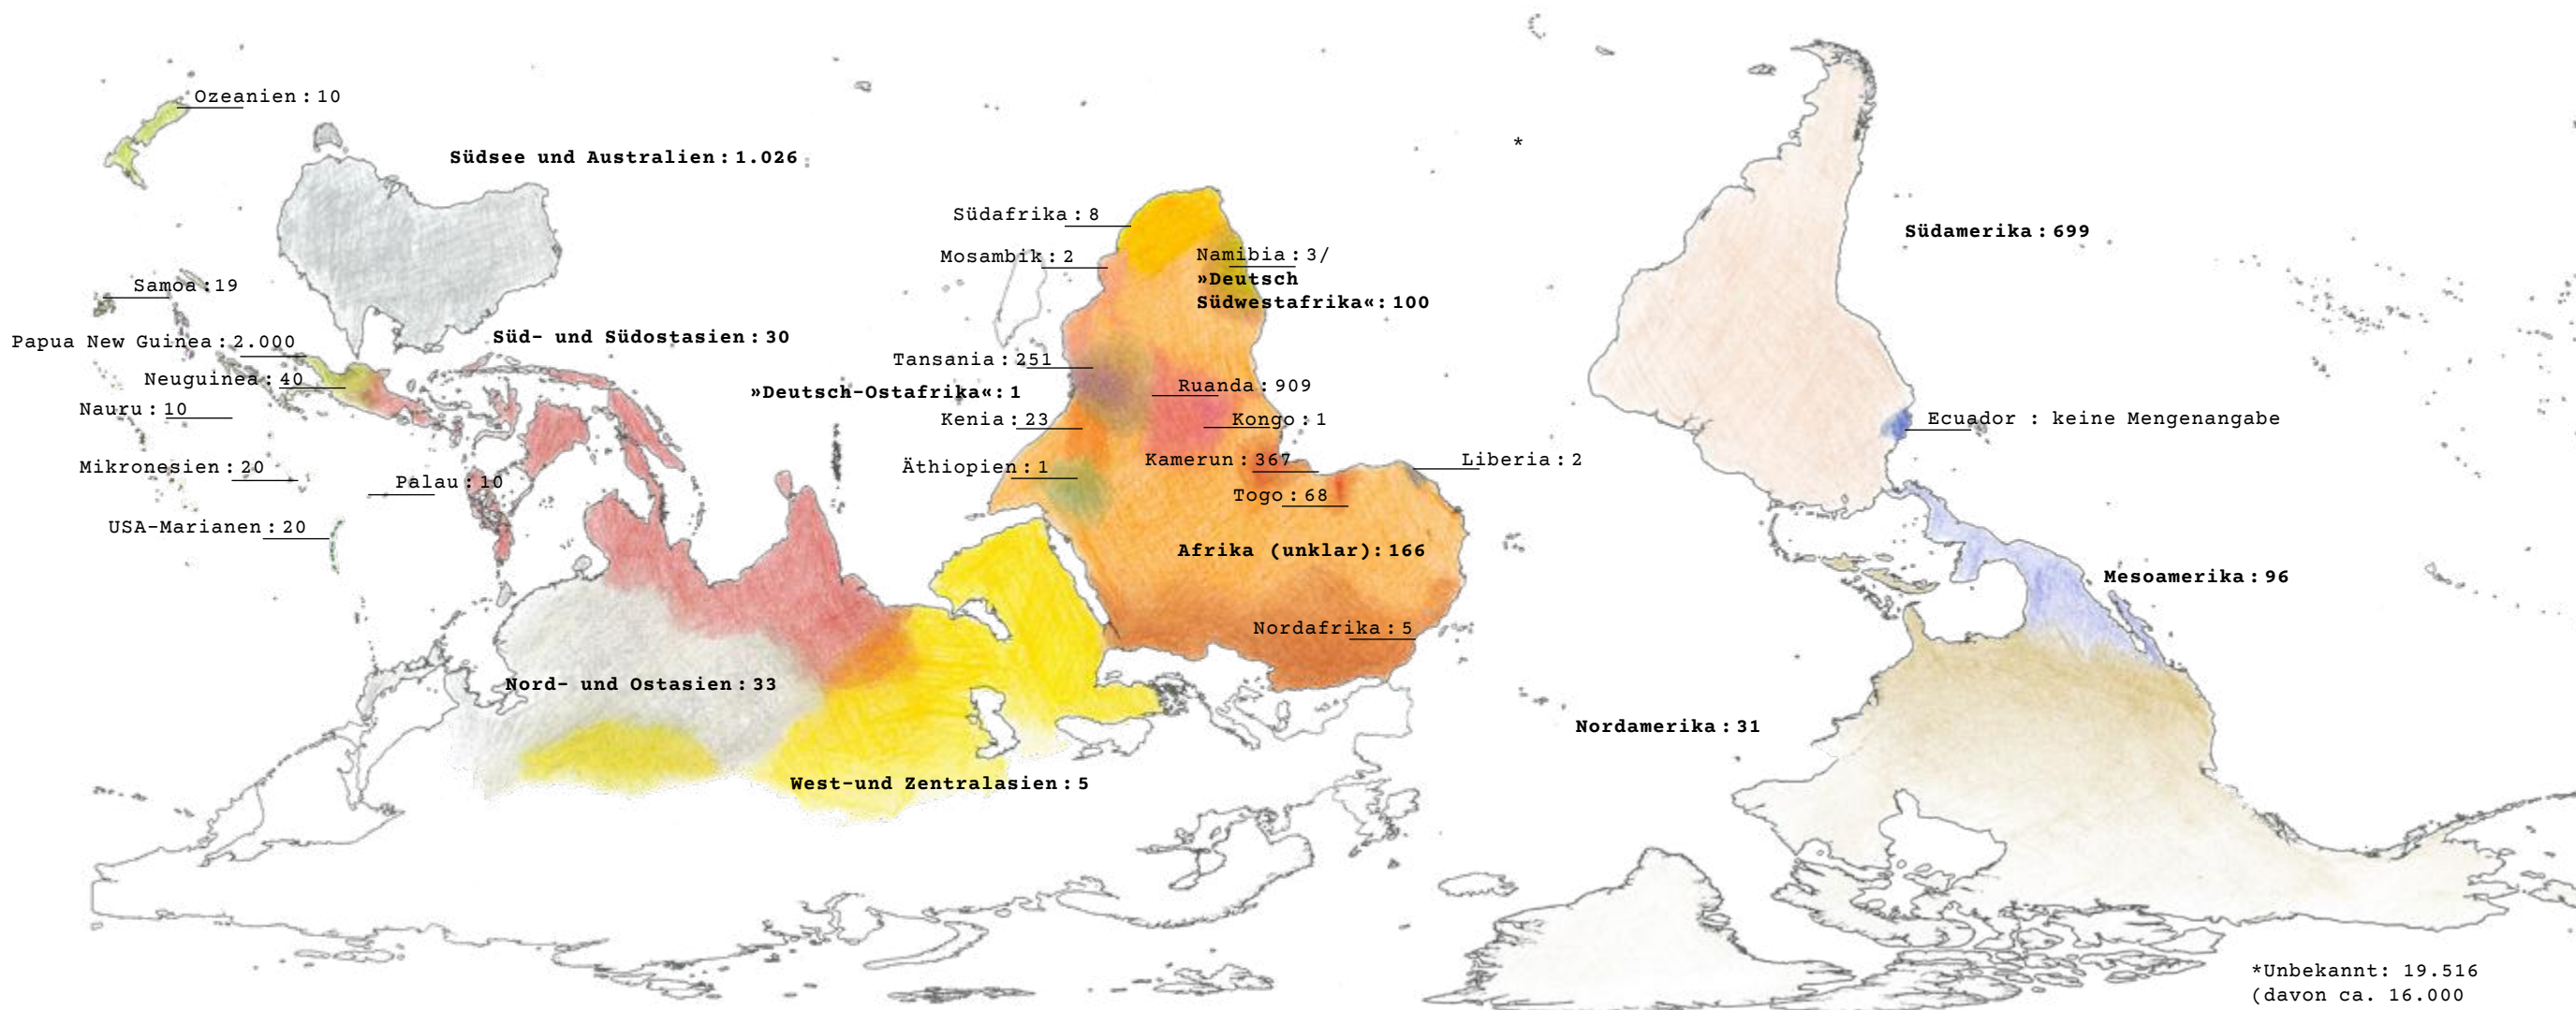 Ozeanien: 10
*
Südsee und Australien: 1.026
Südafrika: 8
Südamerika: 699
Mosambik: 2
Namibia: 3/
»Deutsch
Südwestafrika«: 100
Samoa: 19
Papua New Guinea: 2.000
Süd- und Südostasien: 30
Tansania: 251
Neuguinea: 40
»Deutsch-Ostafrika«: 1
Ruanda: 909
Nauru: 10
Kenia: 23
Kongo: 1
Ecuador : keine Mengenangabe
Mikronesien: 20
Äthiopien: 1
Kamerun: 367
Liberia: 2
Palau: 10
Togo: 68
USA-Marianen: 20
Afrika (unklar): 166
Mesoamerika: 96
Nordafrika: 5
Nord- und Ostasien: 33
Nordamerika: 31
West-und Zentralasien: 5
*Unbekannt: 19.516
(davon ca. 16.000